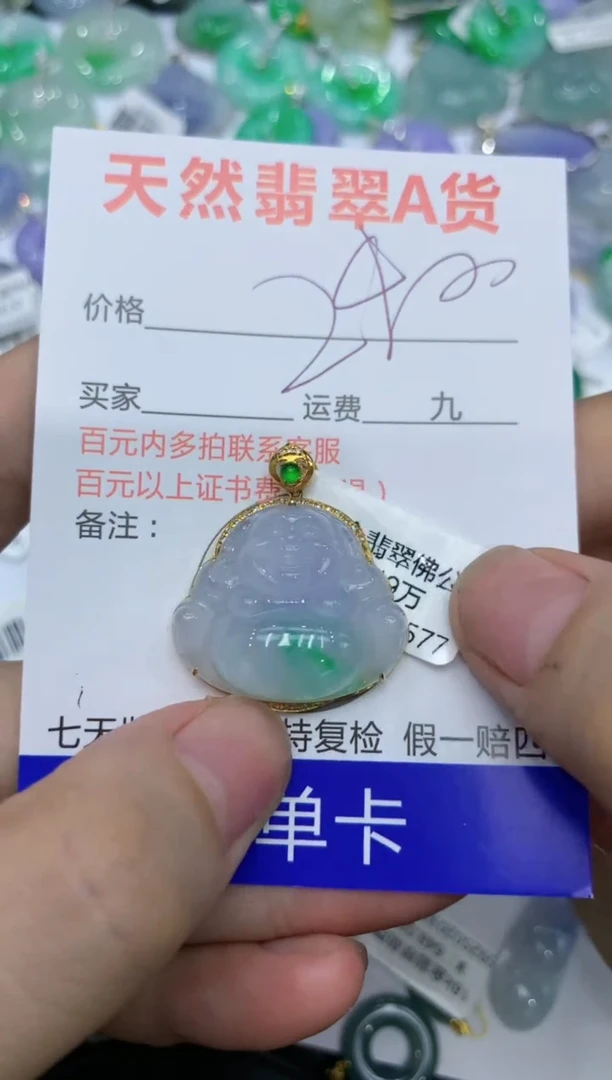 天然翡翠A货
价格
买家 运费 九
百元内多拍联系客服
百元以上证书费 退）
备注：
翡翠佛公
9万
577
七天 持复检 假一赔四
单卡